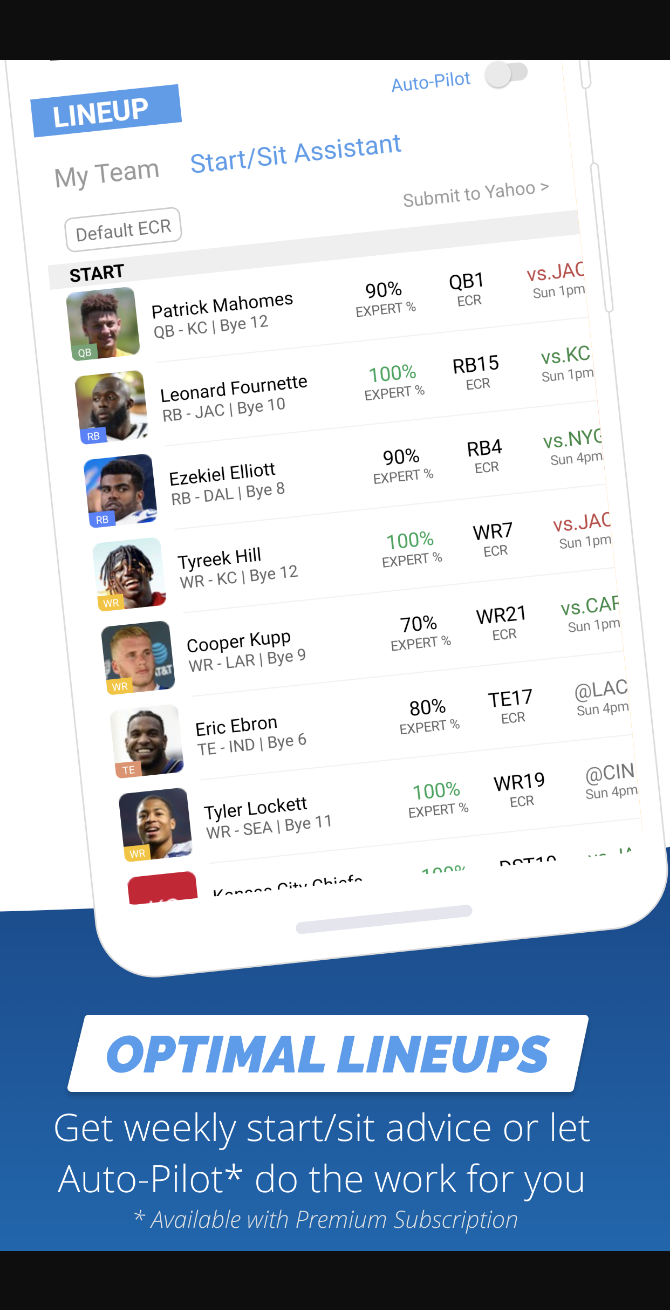 Auto-Pilot
LINEUP
My Team Start/Sit Assistant
Default ECR Submit to Yahoo >
START
Patrick Mahomes 90% QB1 vs.JAC
QB QB - KC | Bye 12 EXPERT % ECR Sun 1pm
Leonard Fournette 100% RB15 vs.KC
RB RB - JAC | Bye 10 EXPERT % ECR Sun 1pm
Ezekiel Elliott 90% RB4 vs.NYG
RB RB - DAL | Bye 8 EXPERT % ECR Sun 4pm
Tyreek Hill 100% WR7 vs.JAC
WR WR - KC | Bye 12 EXPERT % ECR Sun 1pm
Cooper Kupp 70% WR21 vs.CAR
WR WR - LAR | Bye 9 EXPERT % ECR Sun 1pm
Eric Ebron 80% TE17 @LAC
TE TE - IND | Bye 6 EXPERT % ECR Sun 4pm
Tyler Lockett 100% WR19 @CIN
WR WR - SEA | Bye 11 EXPERT % ECR Sun 4pm
Kansas City Chiefs 100%
OPTIMAL LINEUPS
Get weekly start/sit advice or let
Auto-Pilot* do the work for you
* Available with Premium Subscription